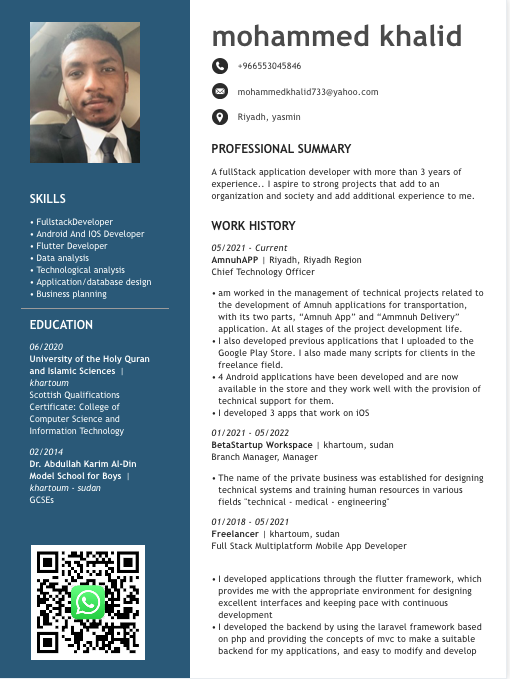 mohammed khalid
+966553045846
mohammedkhalid733@yahoo.com
Riyadh, yasmin
PROFESSIONAL SUMMARY
A fullStack application developer with more than 3 years of
experience.. I aspire to strong projects that add to an
organization and society and add additional experience to me.
WORK HISTORY
05/2021 - Current
AmnuhAPP | Riyadh, Riyadh Region
Chief Technology Officer
• am worked in the management of technical projects related to
the development of Amnuh applications for transportation,
with its two parts, “Amnuh App” and “Ammnuh Delivery”
application. At all stages of the project development life.
• I also developed previous applications that I uploaded to the
Google Play Store. I also made many scripts for clients in the
freelance field.
• 4 Android applications have been developed and are now
available in the store and they work well with the provision of
technical support for them.
• I developed 3 apps that work on iOS
01/2021 - 05/2022
BetaStartup Workspace | khartoum, sudan
Branch Manager, Manager
• The name of the private business was established for designing
technical systems and training human resources in various
fields "technical - medical - engineering"
01/2018 - 05/2021
Freelancer | khartoum, sudan
Full Stack Multiplatform Mobile App Developer
• I developed applications through the flutter framework, which
provides me with the appropriate environment for designing
excellent interfaces and keeping pace with continuous
development
• I developed the backend by using the laravel framework based
on php and providing the concepts of mvc to make a suitable
backend for my applications, and easy to modify and develop
SKILLS
• FullstackDeveloper
• Android And IOS Developer
• Flutter Developer
• Data analysis
• Technological analysis
• Application/database design
• Business planning
EDUCATION
06/2020
University of the Holy Quran
and Islamic Sciences |
khartoum
Scottish Qualifications
Certificate: College of
Computer Science and
Information Technology
02/2014
Dr. Abdullah Karim Al-Din
Model School for Boys |
khartoum - sudan
GCSEs